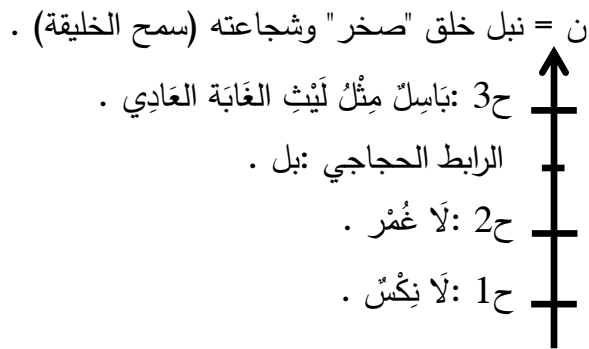 ن = نبل خلق "صخر" وشجاعته (سمح الخليقة) .
ح3 :بَاسِلٌ مِثْلُ لَيْثِ الغَابَة العَادِي .
الرابط الحجاجي :بل .
ح2 :لَا غُمْر .
ح1 :لَا نِكْسٌ .